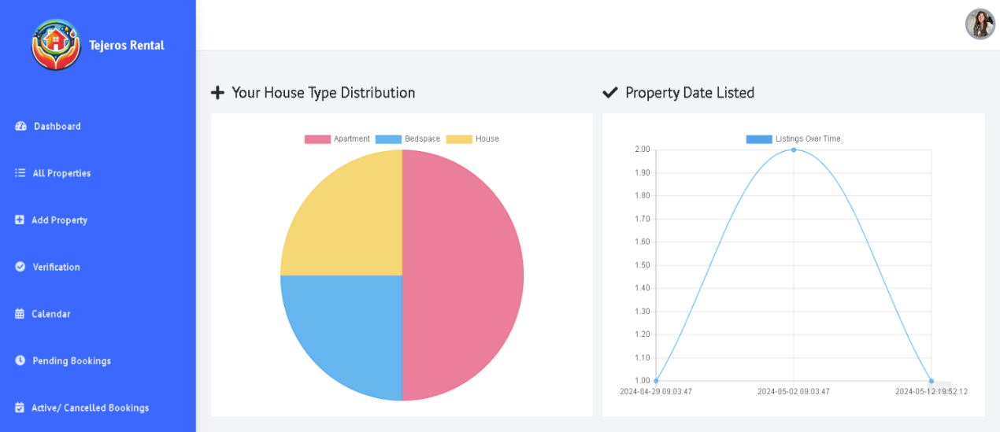 Tejeros Rental
Dashboard
All Properties
Add Property
Verification
Calendar
Pending Bookings
Active/ Cancelled Bookings
Your House Type Distribution
Apartment Bedspace House
Property Date Listed
Listings Over Time
2.00
1.90
1.80
1.70
1.60
1.50
1.40
1.30
1.20
1.10
1.00
2024-04-29 09:03:47 2024-05-02 09:03:47 2024-05-12 19:52:12